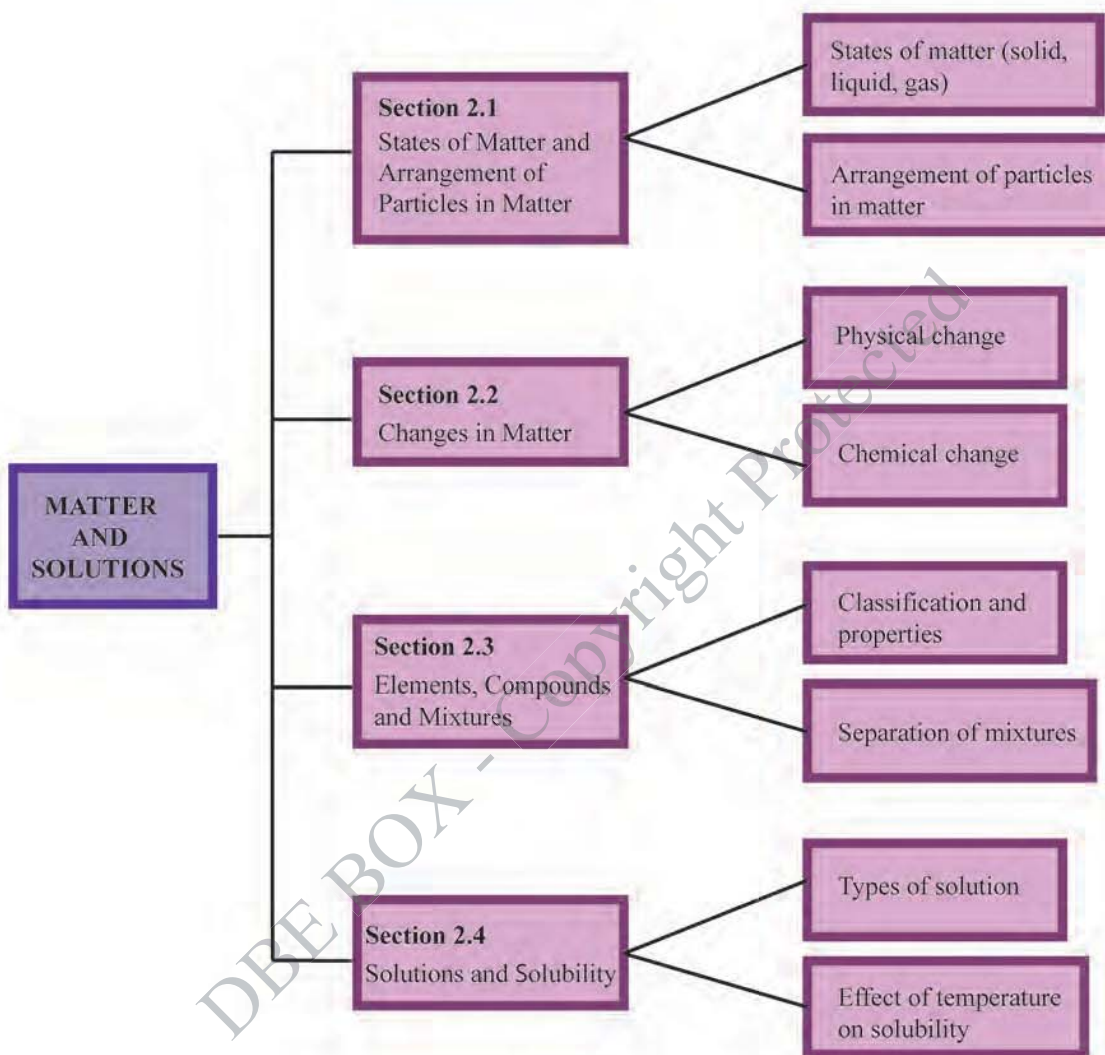 MATTER
AND
SOLUTIONS
Section 2.1
States of Matter and
Arrangement of
Particles in Matter
States of matter (solid,
liquid, gas)
Arrangement of particles
in matter
Section 2.2
Changes in Matter
Physical change
Chemical change
Section 2.3
Elements, Compounds
and Mixtures
Classification and
properties
Separation of mixtures
Section 2.4
Solutions and Solubility
Types of solution
Effect of temperature
on solubility
DBE BOX - Copyright Protected